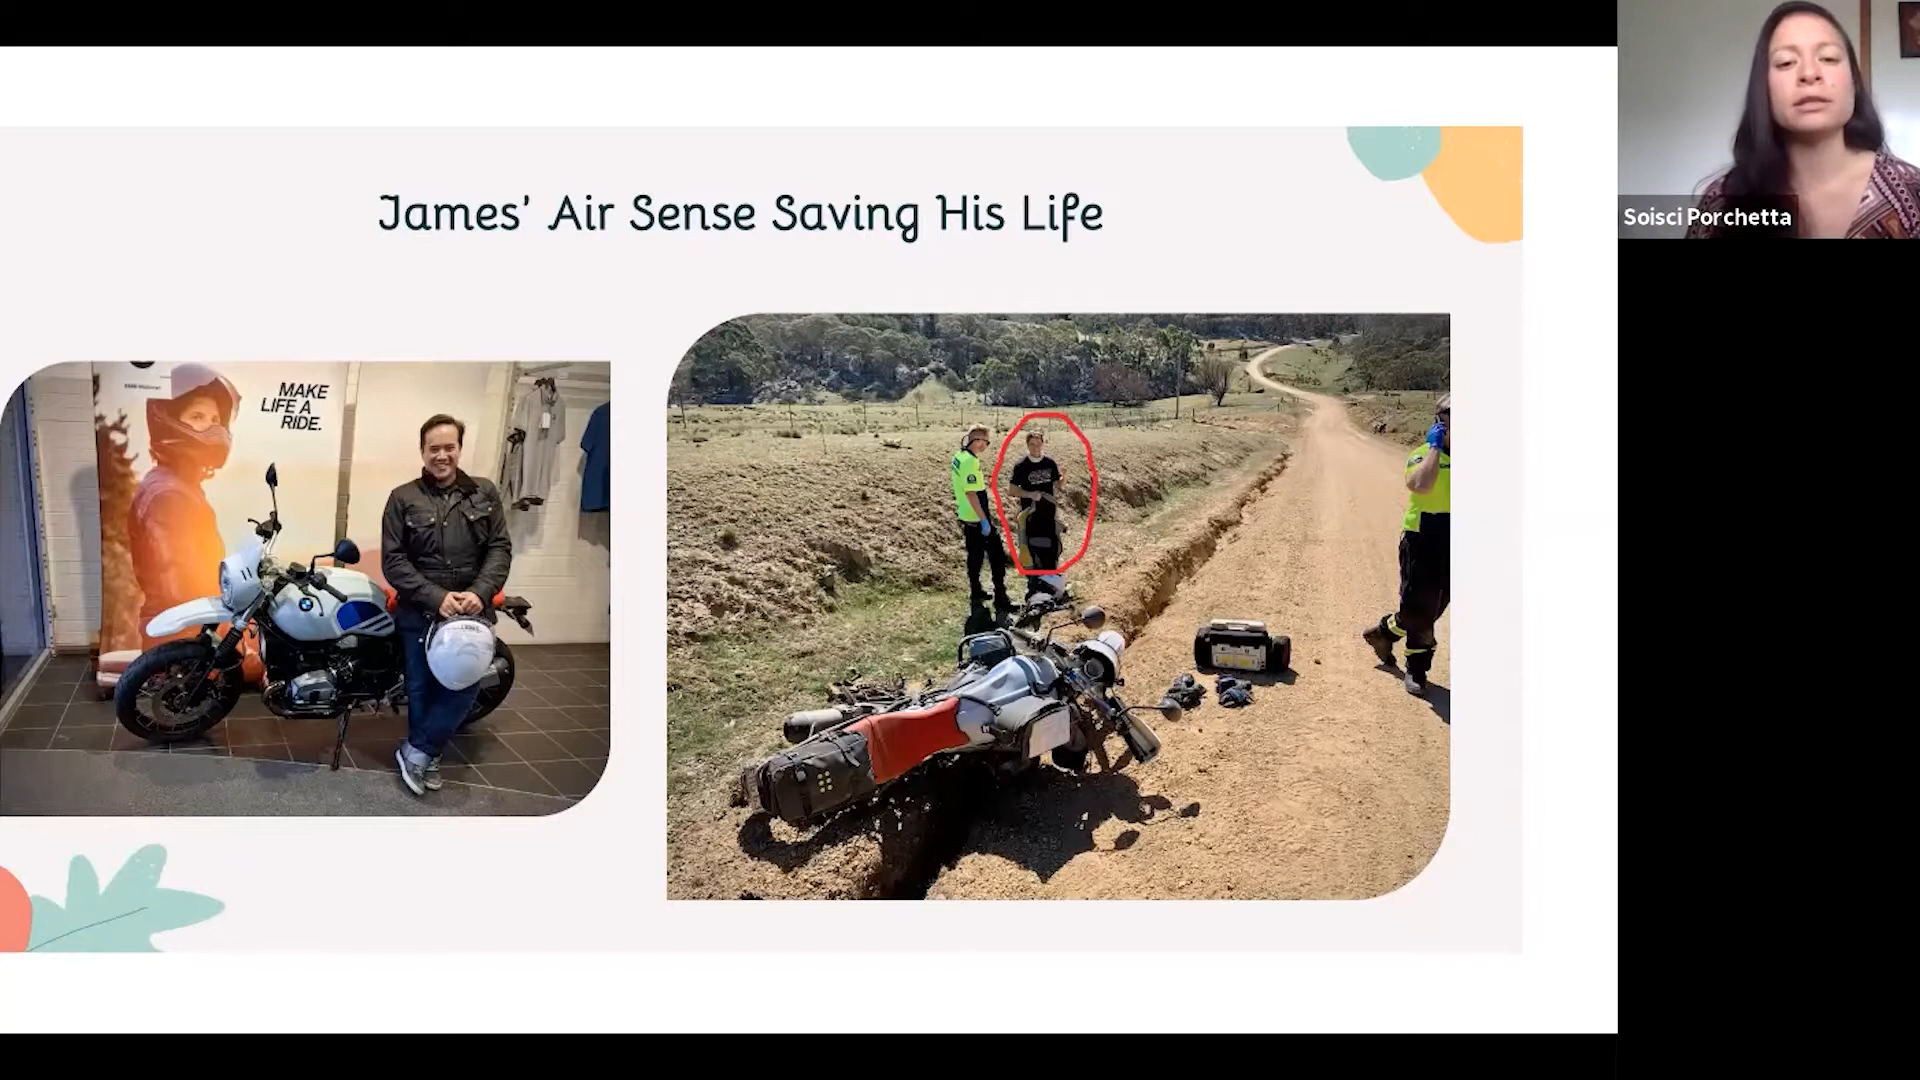 James' Air Sense Saving His Life
MAKE
LIFE A
RIDE.
Soisci Porchetta